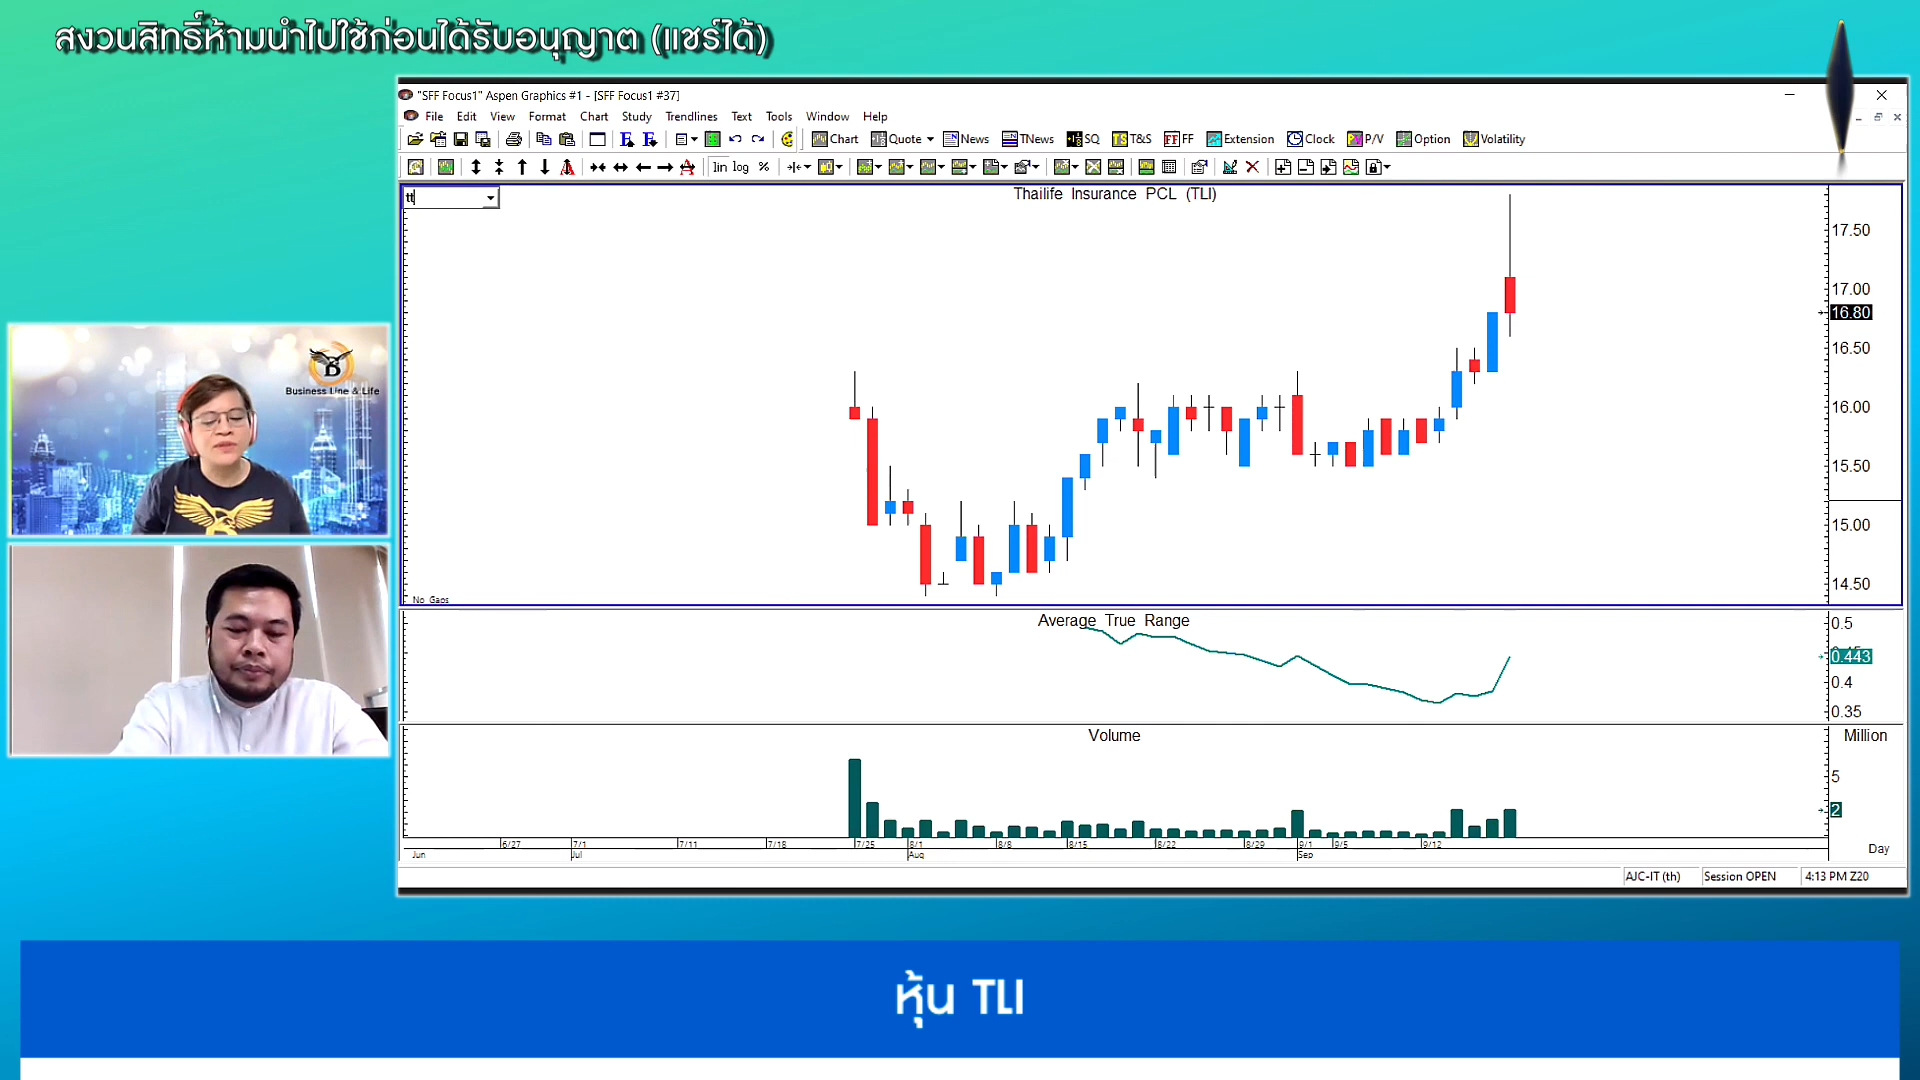 สงวนสิทธิ์ห้ามนำไปใช้ก่อนได้รับอนุญาต (แชร์ได้)
"SFF Focus1" Aspen Graphics #1 - [SFF Focus1 #37]
File Edit View Format Chart Study Trendlines Text Tools Window Help
Chart Quote News TNews SQ T&S FF Extension Clock P/V Option Volatility
lin log %
tt
Thailife Insurance PCL (TLI)
17.50
17.00
16.80
16.50
16.00
15.50
15.00
14.50
No Gaps
Average True Range
0.5
0.443
0.4
0.35
Volume
Million
5
2
6/27 7/1 7/11 7/18 7/25 8/1 8/8 8/15 8/22 8/29 9/1 9/5 9/12
Jun Jul Aug Sep
Day
AJC-IT (th) Session OPEN 4:13 PM Z20
B
Business Line & Life
หุ้น TLI